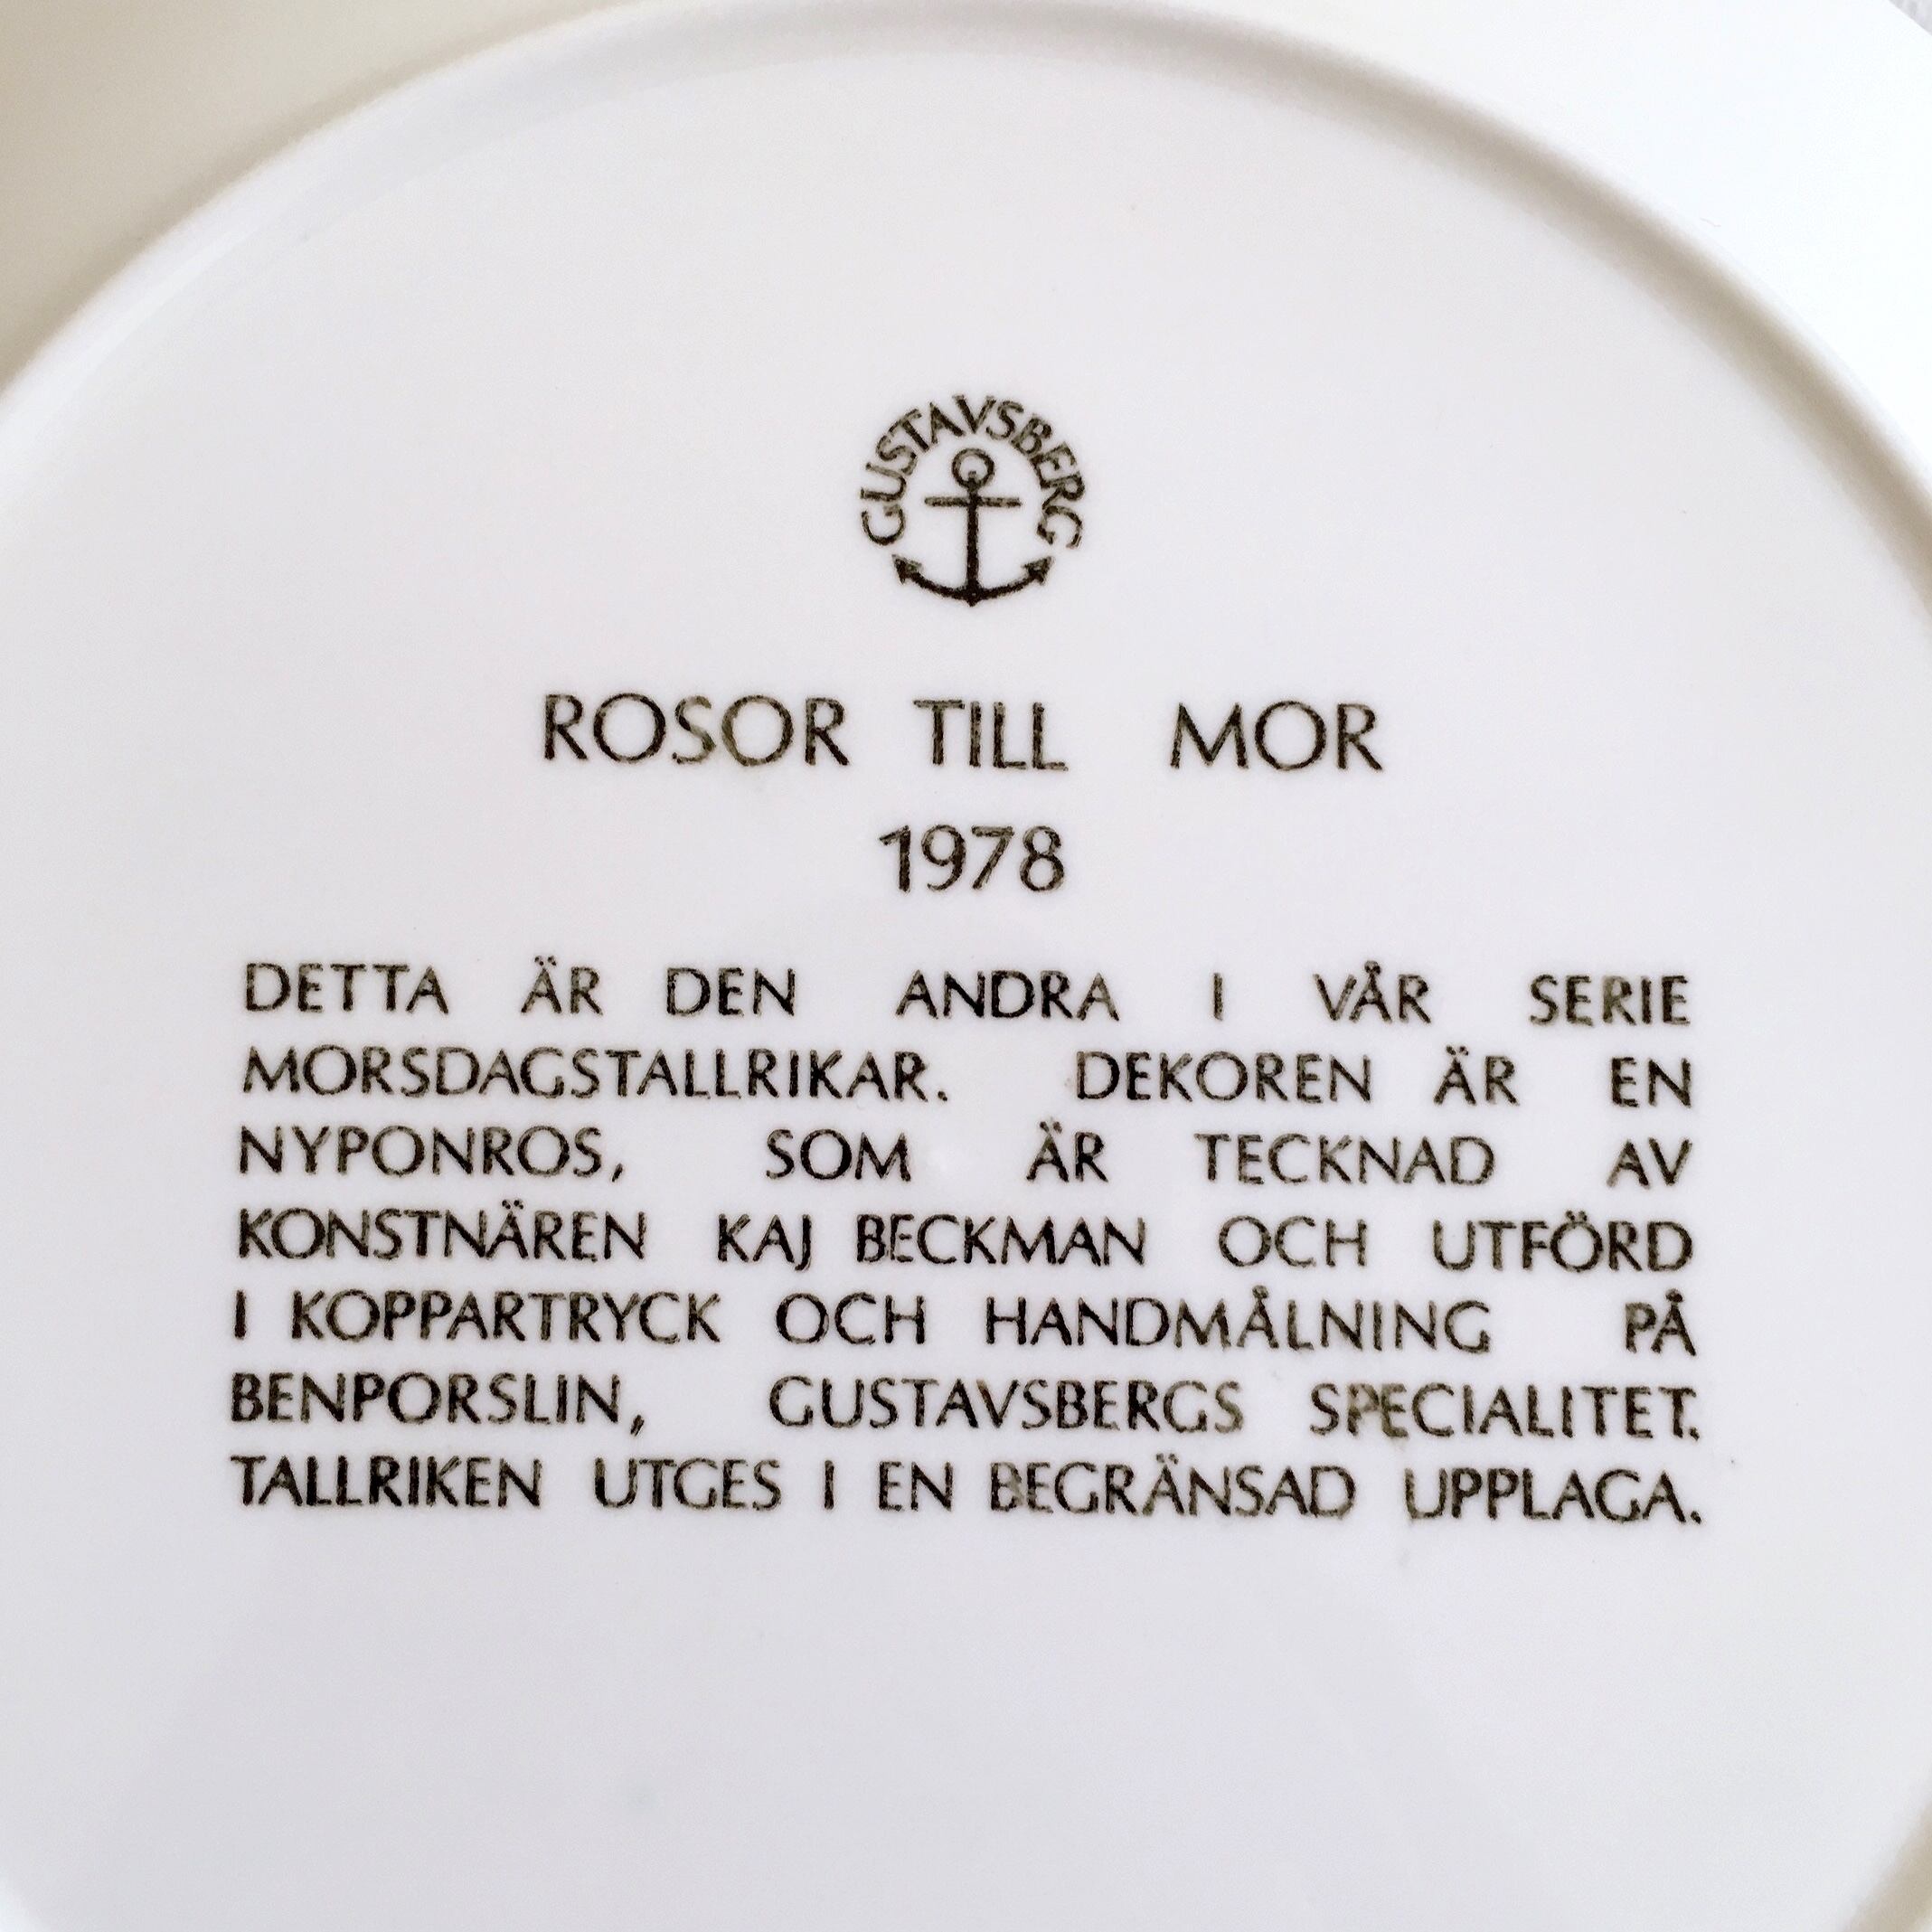 GUSTAVSBERG
ROSOR TILL MOR
1978
DETTA ÄR DEN ANDRA I VÅR SERIE
MORSDAGSTALLRIKAR. DEKOREN ÄR EN
NYPONROS, SOM ÄR TECKNAD AV
KONSTNÄREN KAJ BECKMAN OCH UTFÖRD
I KOPPARTRYCK OCH HANDMÅLNING PÅ
BENPORSLIN, GUSTAVSBERGS SPECIALITET.
TALLRIKEN UTGES I EN BEGRÄNSAD UPPLAGA.